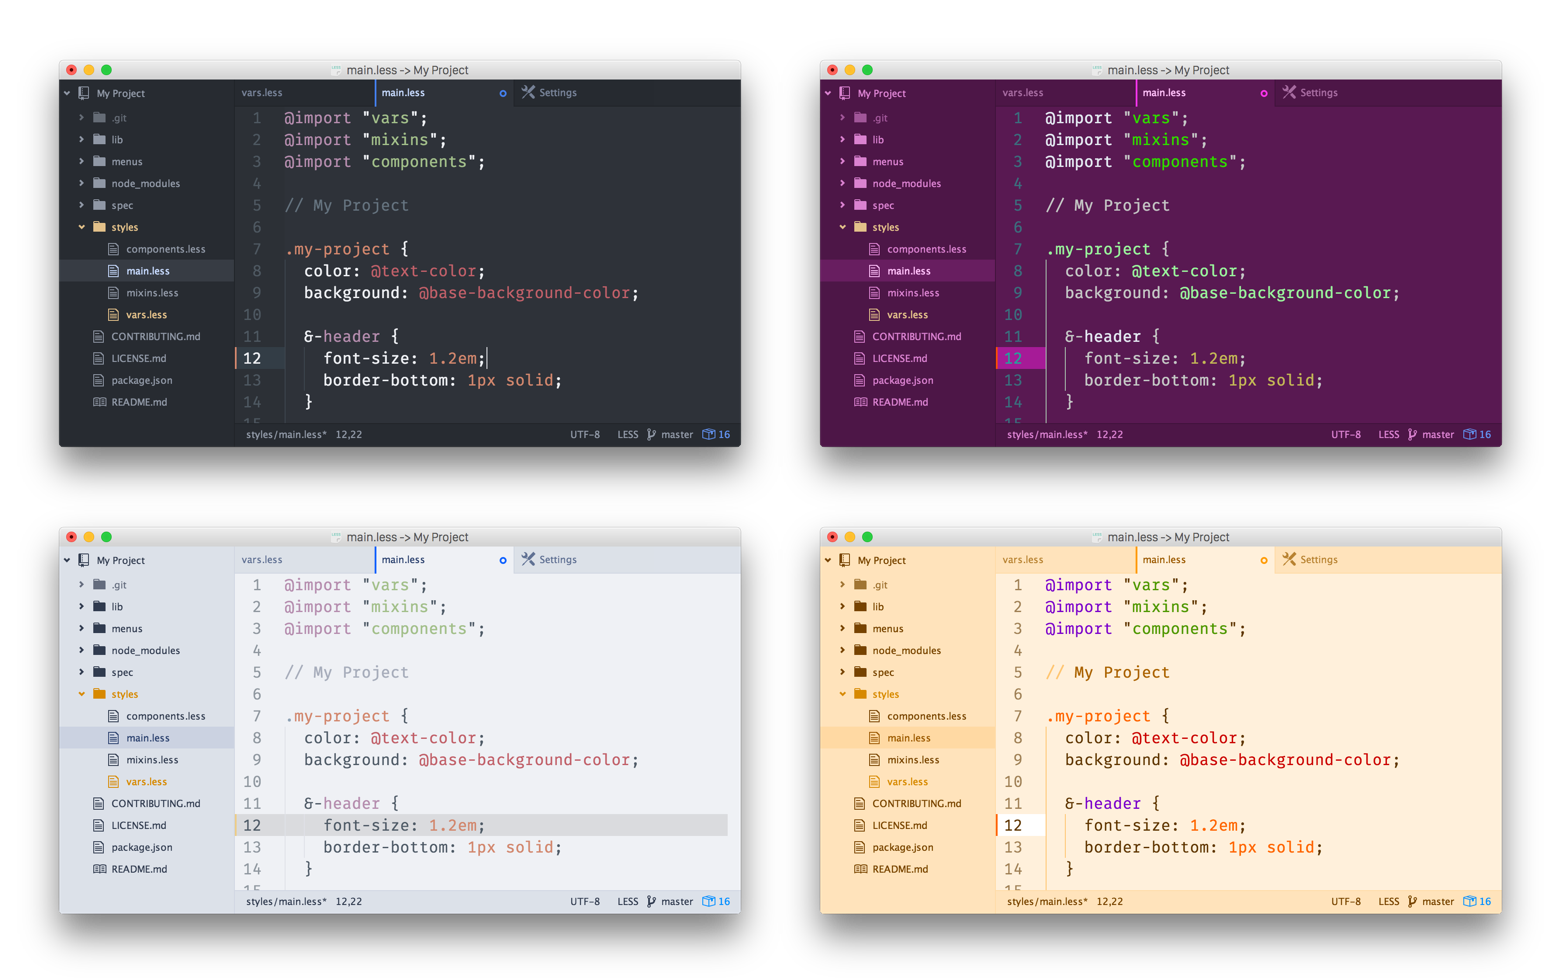 main.less -> My Project
My Project
.git
lib
menus
node_modules
spec
styles
components.less
main.less
mixins.less
vars.less
CONTRIBUTING.md
LICENSE.md
package.json
README.md
vars.less
main.less
Settings
1 @import "vars";
2 @import "mixins";
3 @import "components";
4
5 // My Project
6
7 .my-project {
8 color: @text-color;
9 background: @base-background-color;
10
11 &-header {
12 font-size: 1.2em;
13 border-bottom: 1px solid;
14 }
15
styles/main.less* 12,22
UTF-8 LESS master 16
main.less -> My Project
My Project
.git
lib
menus
node_modules
spec
styles
components.less
main.less
mixins.less
vars.less
CONTRIBUTING.md
LICENSE.md
package.json
README.md
vars.less
main.less
Settings
1 @import "vars";
2 @import "mixins";
3 @import "components";
4
5 // My Project
6
7 .my-project {
8 color: @text-color;
9 background: @base-background-color;
10
11 &-header {
12 font-size: 1.2em;
13 border-bottom: 1px solid;
14 }
15
styles/main.less* 12,22
UTF-8 LESS master 16
main.less -> My Project
My Project
.git
lib
menus
node_modules
spec
styles
components.less
main.less
mixins.less
vars.less
CONTRIBUTING.md
LICENSE.md
package.json
README.md
vars.less
main.less
Settings
1 @import "vars";
2 @import "mixins";
3 @import "components";
4
5 // My Project
6
7 .my-project {
8 color: @text-color;
9 background: @base-background-color;
10
11 &-header {
12 font-size: 1.2em;
13 border-bottom: 1px solid;
14 }
15
styles/main.less* 12,22
UTF-8 LESS master 16
main.less -> My Project
My Project
.git
lib
menus
node_modules
spec
styles
components.less
main.less
mixins.less
vars.less
CONTRIBUTING.md
LICENSE.md
package.json
README.md
vars.less
main.less
Settings
1 @import "vars";
2 @import "mixins";
3 @import "components";
4
5 // My Project
6
7 .my-project {
8 color: @text-color;
9 background: @base-background-color;
10
11 &-header {
12 font-size: 1.2em;
13 border-bottom: 1px solid;
14 }
15
styles/main.less* 12,22
UTF-8 LESS master 16